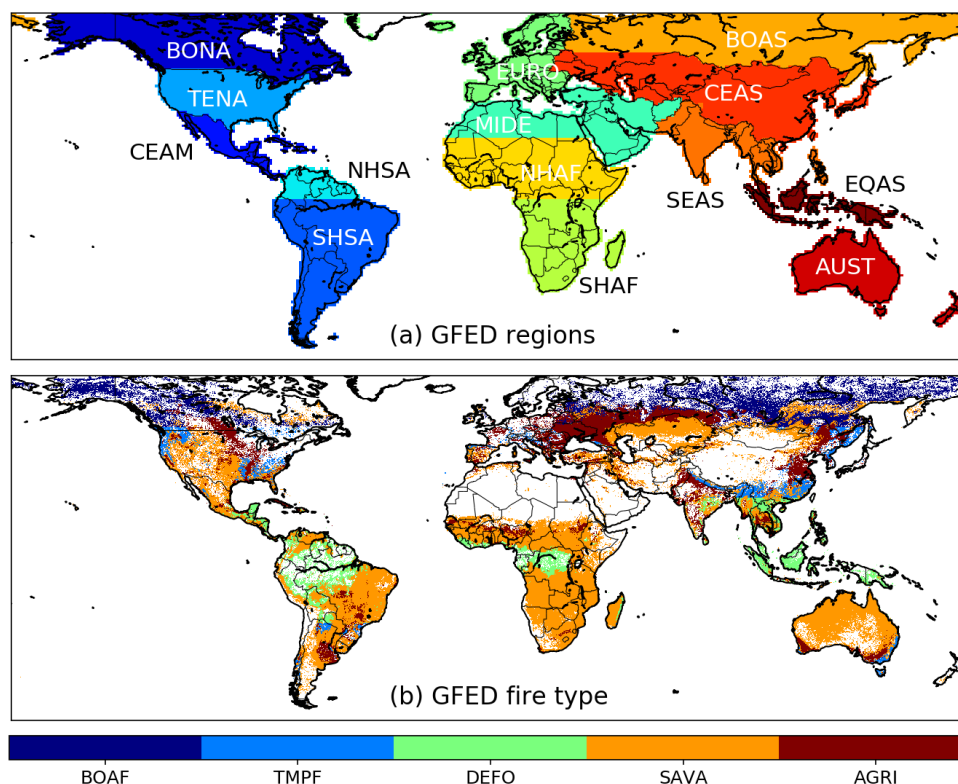 BONA
BOAS
EURO
TENA
CEAS
MIDE
CEAM
NHSA
NHAF
EQAS
SEAS
SHSA
AUST
SHAF
(a) GFED regions
(b) GFED fire type
BOAF TMPF DEFO SAVA AGRI